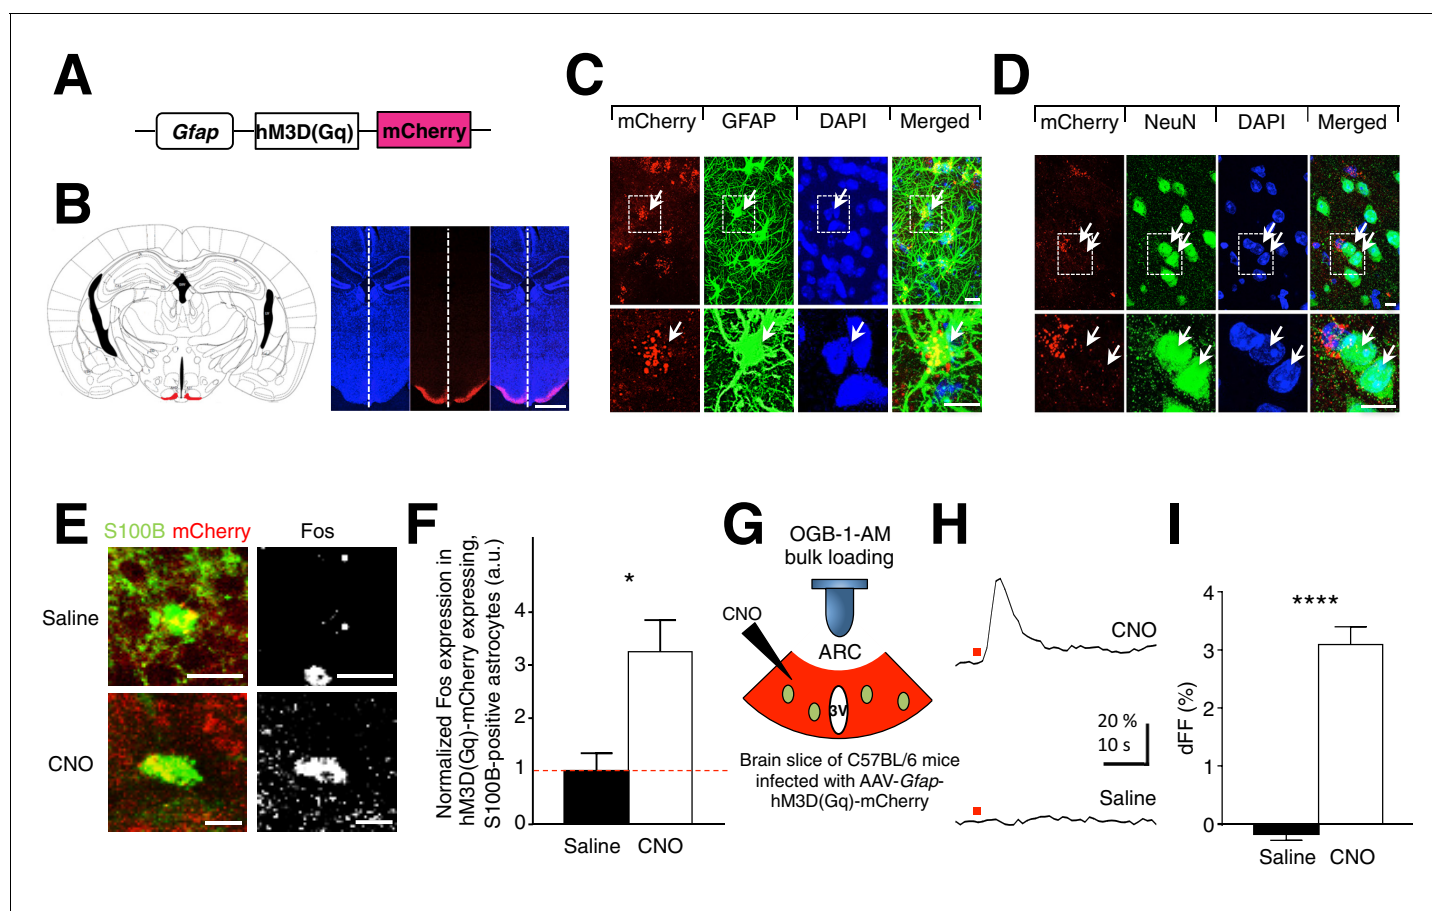 A
Gfap hM3D(Gq) mCherry
B
C
mCherry GFAP DAPI Merged
D
mCherry NeuN DAPI Merged
E
S100B mCherry Fos
Saline
CNO
F
Normalized Fos expression in
hM3D(Gq)-mCherry expressing,
S100B-positive astrocytes (a.u.)
*
4
3
2
1
0
Saline CNO
G
OGB-1-AM
bulk loading
CNO
ARC
3V
Brain slice of C57BL/6 mice
infected with AAV-Gfap-
hM3D(Gq)-mCherry
H
CNO
20 %
10 s
Saline
I
dFF (%)
****
4
3
2
1
0
Saline CNO